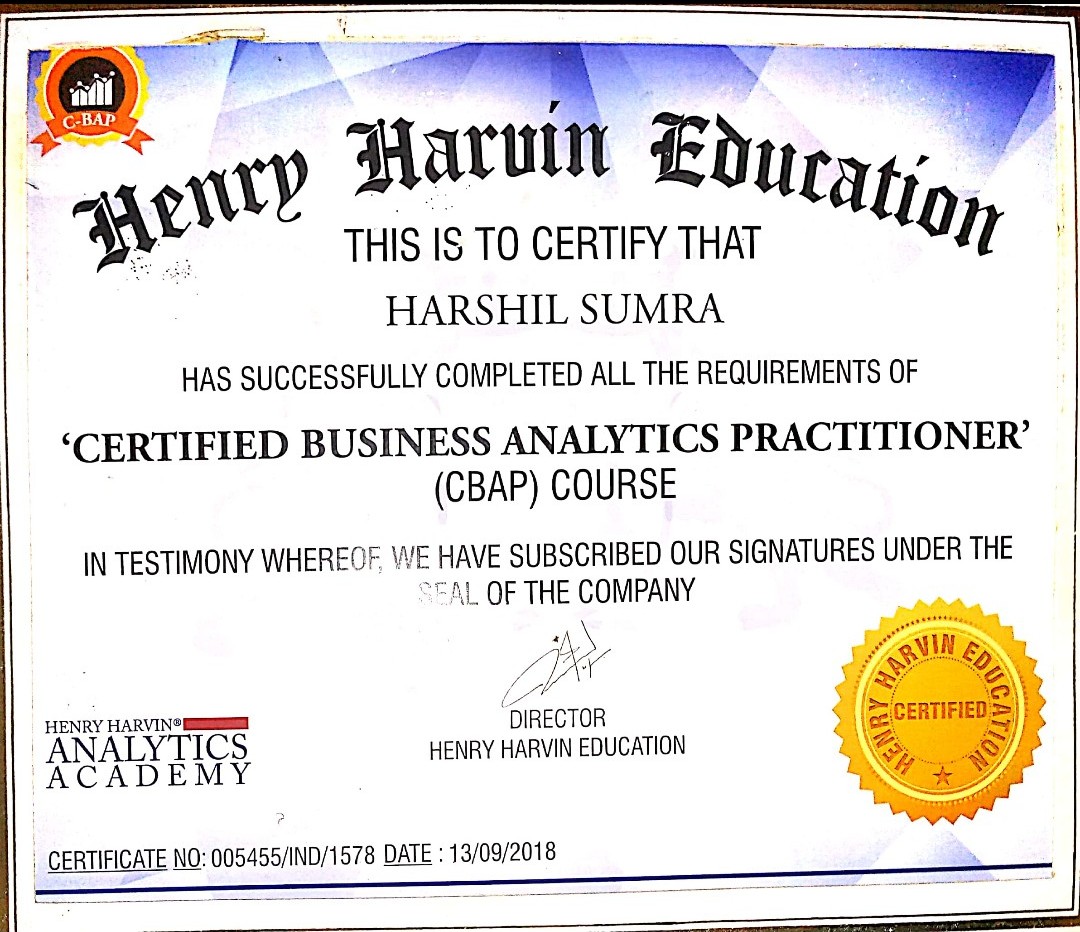 C-BAP
Henry Harvin Education
THIS IS TO CERTIFY THAT
HARSHIL SUMRA
HAS SUCCESSFULLY COMPLETED ALL THE REQUIREMENTS OF
‘CERTIFIED BUSINESS ANALYTICS PRACTITIONER’
(CBAP) COURSE
IN TESTIMONY WHEREOF, WE HAVE SUBSCRIBED OUR SIGNATURES UNDER THE
SEAL OF THE COMPANY
DIRECTOR
HENRY HARVIN EDUCATION
HENRY HARVIN®
ANALYTICS
ACADEMY
HENRY HARVIN EDUCATION
CERTIFIED
CERTIFICATE NO: 005455/IND/1578 DATE : 13/09/2018